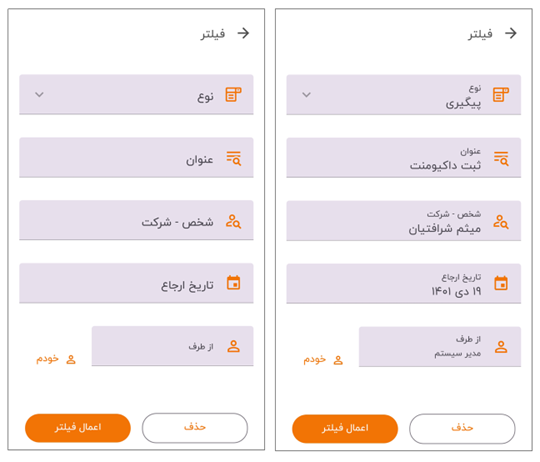 فیلتر
نوع
پیگیری
عنوان
ثبت داکیومنت
شخص - شرکت
میثم شرافتیان
تاریخ ارجاع
۱۹ دی ۱۴۰۱
از طرف
مدیر سیستم
خودم
حذف
اعمال فیلتر
فیلتر
نوع
عنوان
شخص - شرکت
تاریخ ارجاع
از طرف
خودم
حذف
اعمال فیلتر